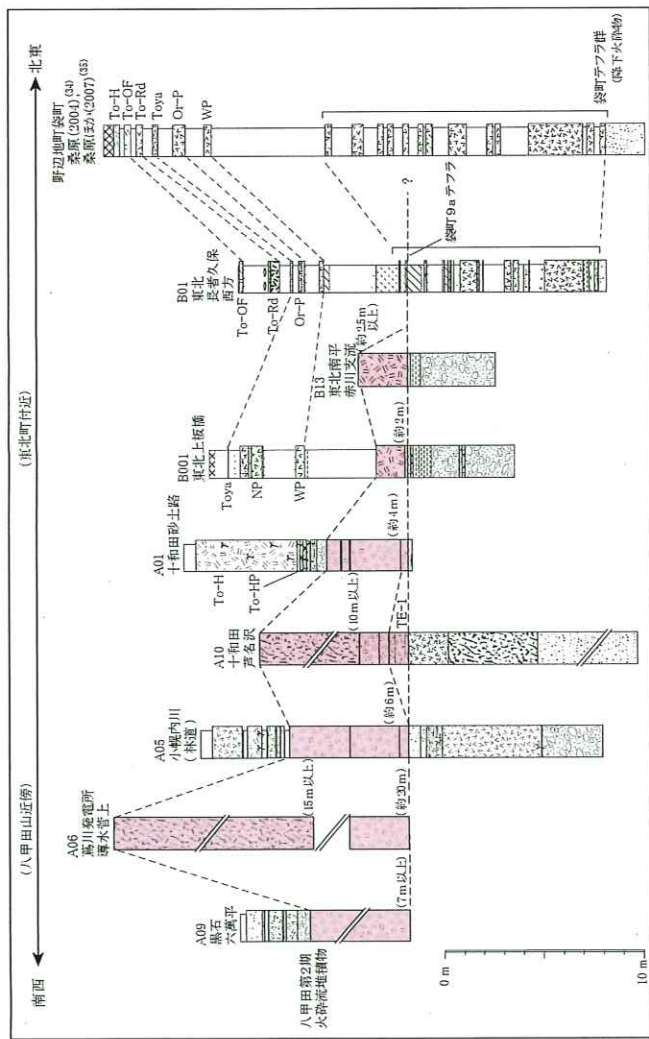 南西
(八甲田山近傍)
(東北町付近)
北東
A09
黒石
六萬平
A06
蔦川発電所
導水管上
A05
小幌内川
(林道)
A10
十和田
芦名沢
A01
十和田砂土路
B001
東北上板橋
B13
東北南平
赤川支流
B01
東北
長者久保
西方
野辺地町袋町
桑原(2004)(34),
桑原ほか(2007)(35)
To-H
To-OF
To-Rd
Toya
Or-P
WP
To-OF
To-Rd
Or-P
Toya
NP
WP
To-H
To-HP
八甲田第2期
火砕流堆積物
(7m以上)
(15m以上)
(約20m)
(約6m)
(10m以上)
TE-1
(約4m)
(約2m)
(約2.5m
以上)
?
袋町9aテフラ
袋町テフラ群
(降下火砕物)
0 m
10 m